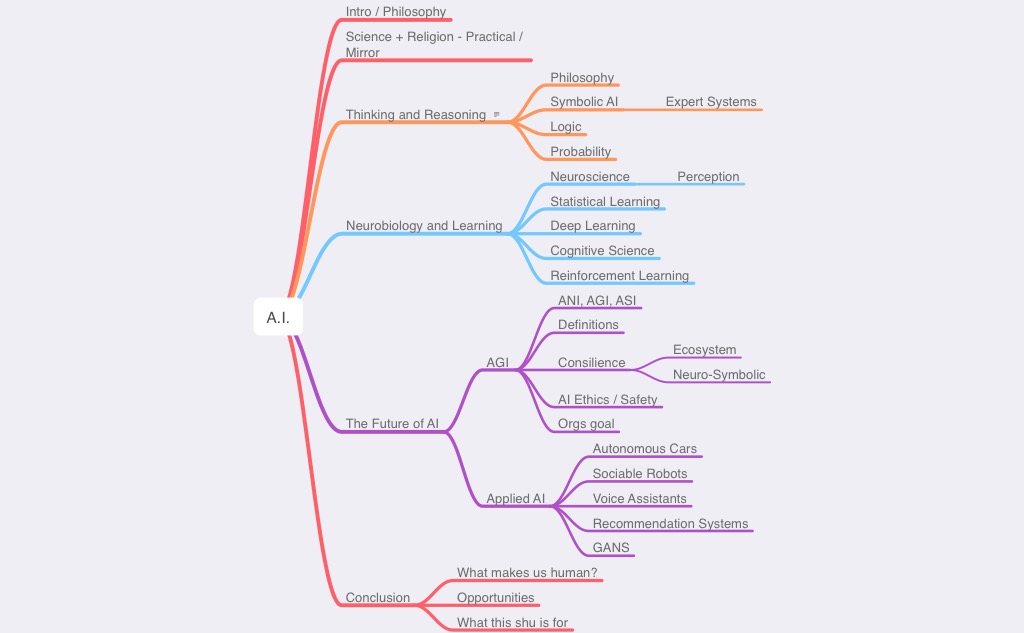 Intro / Philosophy
Science + Religion - Practical /
Mirror
Thinking and Reasoning
Philosophy
Symbolic AI
Expert Systems
Logic
Probability
Neurobiology and Learning
Neuroscience
Perception
Statistical Learning
Deep Learning
Cognitive Science
Reinforcement Learning
A.I.
The Future of AI
AGI
ANI, AGI, ASI
Definitions
Consilience
Ecosystem
Neuro-Symbolic
AI Ethics / Safety
Orgs goal
Applied AI
Autonomous Cars
Sociable Robots
Voice Assistants
Recommendation Systems
GANS
Conclusion
What makes us human?
Opportunities
What this shu is for